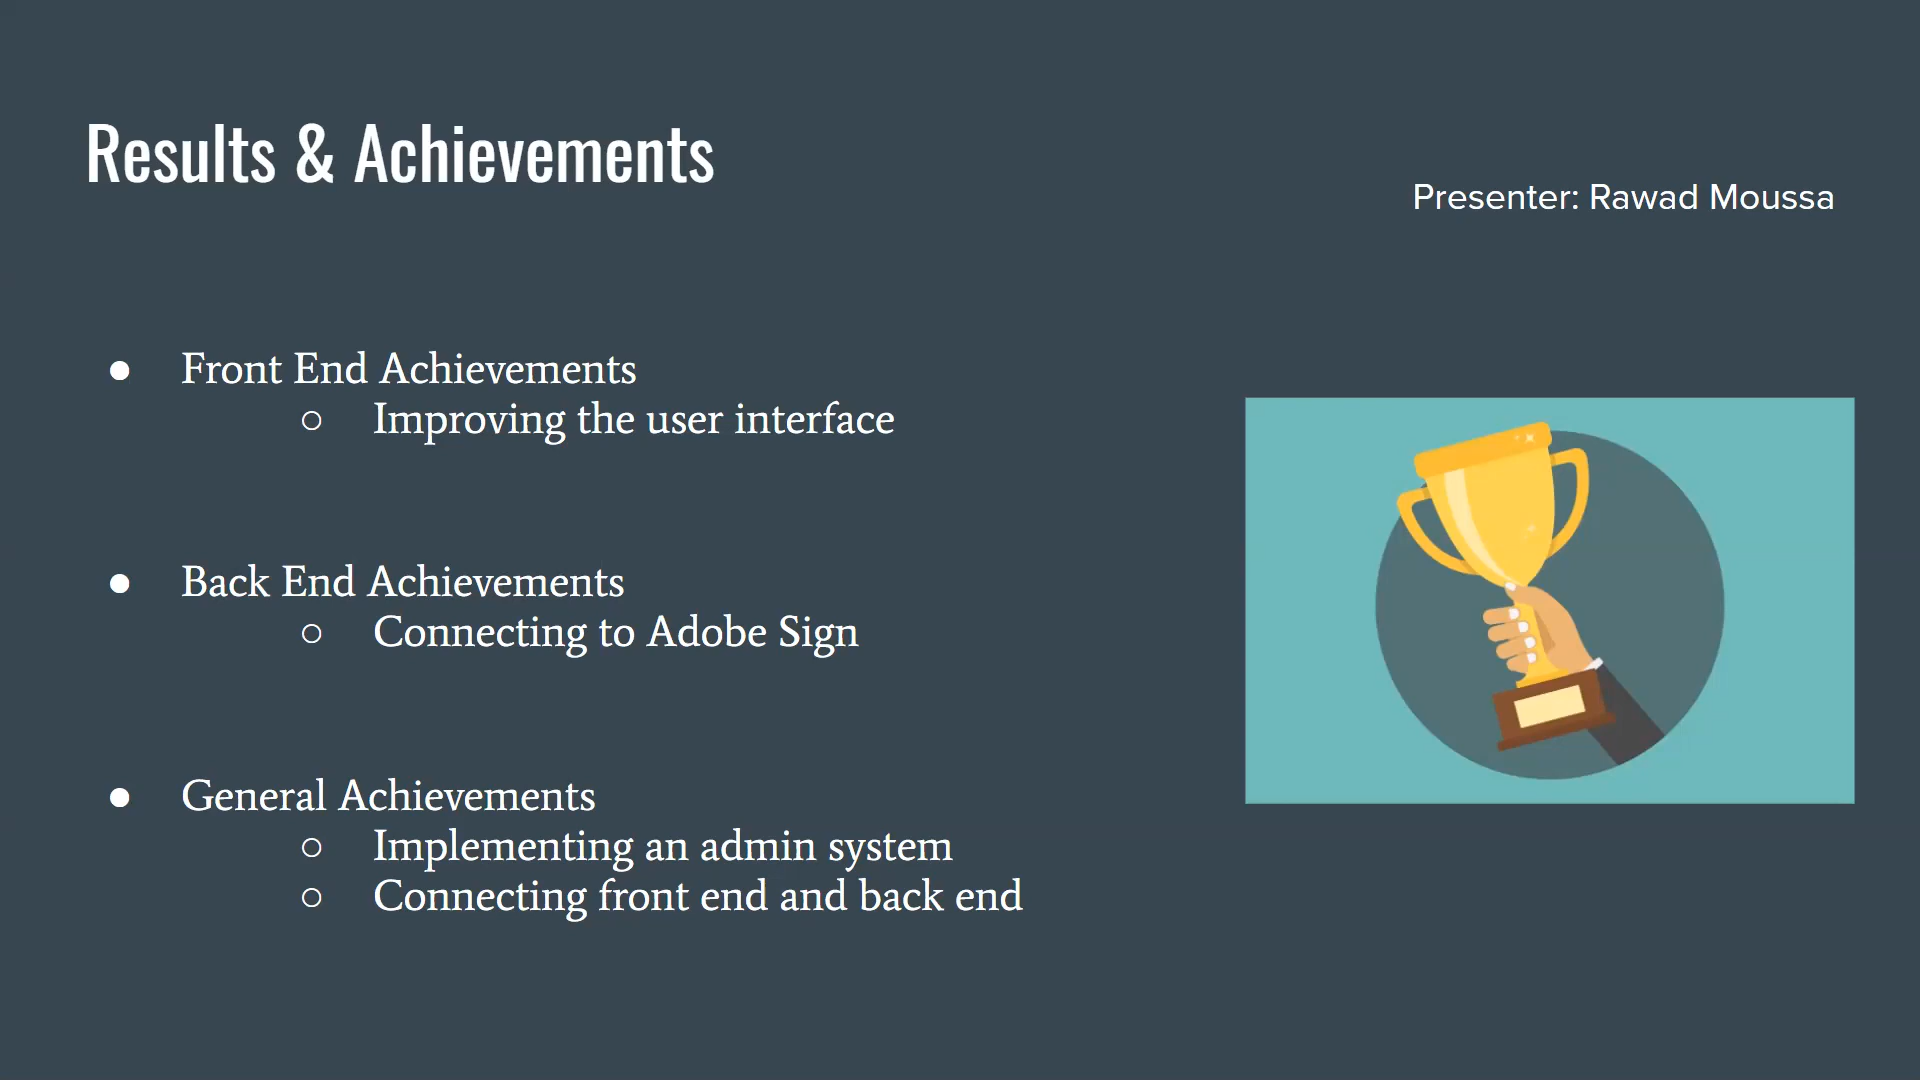 Results & Achievements
Presenter: Rawad Moussa
● Front End Achievements
○ Improving the user interface
● Back End Achievements
○ Connecting to Adobe Sign
● General Achievements
○ Implementing an admin system
○ Connecting front end and back end